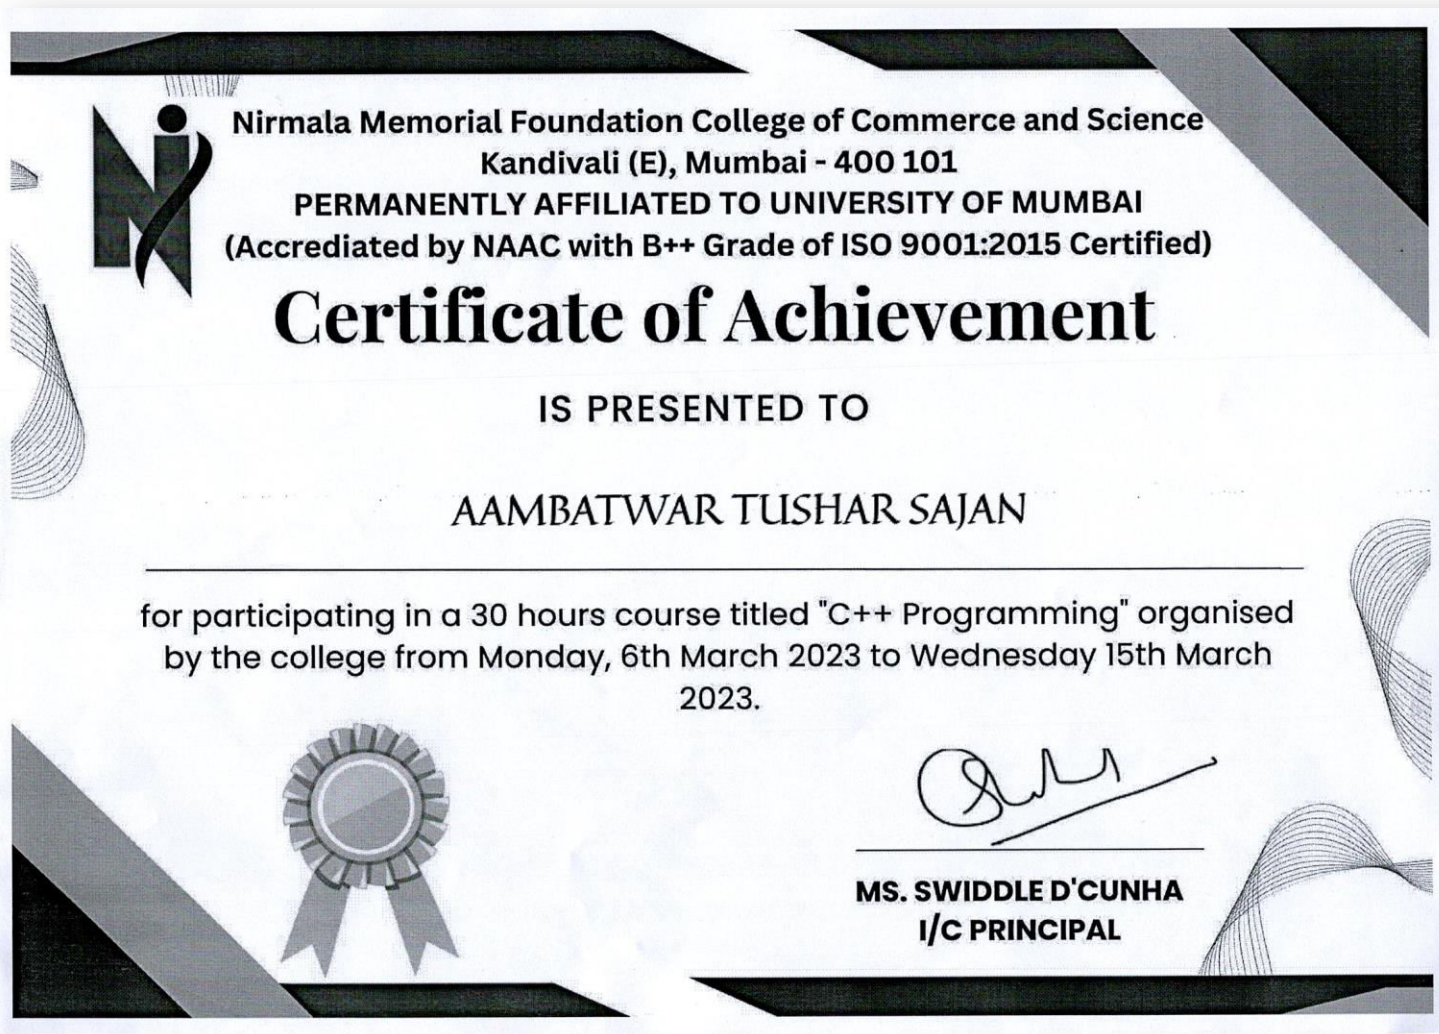 Nirmala Memorial Foundation College of Commerce and Science
Kandivali (E), Mumbai - 400 101
PERMANENTLY AFFILIATED TO UNIVERSITY OF MUMBAI
(Accrediated by NAAC with B++ Grade of ISO 9001:2015 Certified)
Certificate of Achievement
IS PRESENTED TO
AAMBATWAR TUSHAR SAJAN
for participating in a 30 hours course titled "C++ Programming" organised
by the college from Monday, 6th March 2023 to Wednesday 15th March
2023.
MS. SWIDDLE D'CUNHA
I/C PRINCIPAL